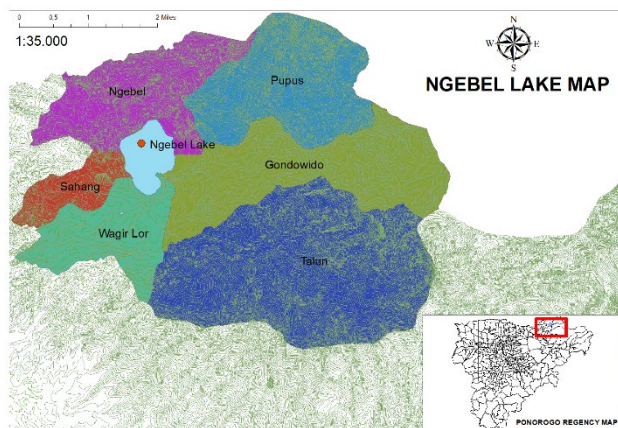 0 0.5 1 2 Miles
1:35.000
N
W E
S
NGEBEL LAKE MAP
Ngebel
Pupus
Ngebel Lake
Gondowido
Sahang
Wagir Lor
Talun
PONOROGO REGENCY MAP